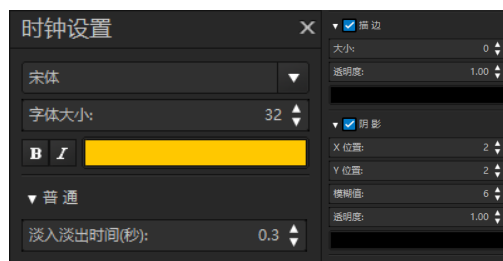 时钟设置
宋体
字体大小: 32
B I
普通
淡入淡出时间(秒): 0.3
描边
大小: 0
透明度: 1.00
阴影
X 位置: 2
Y 位置: 2
模糊值: 6
透明度: 1.00